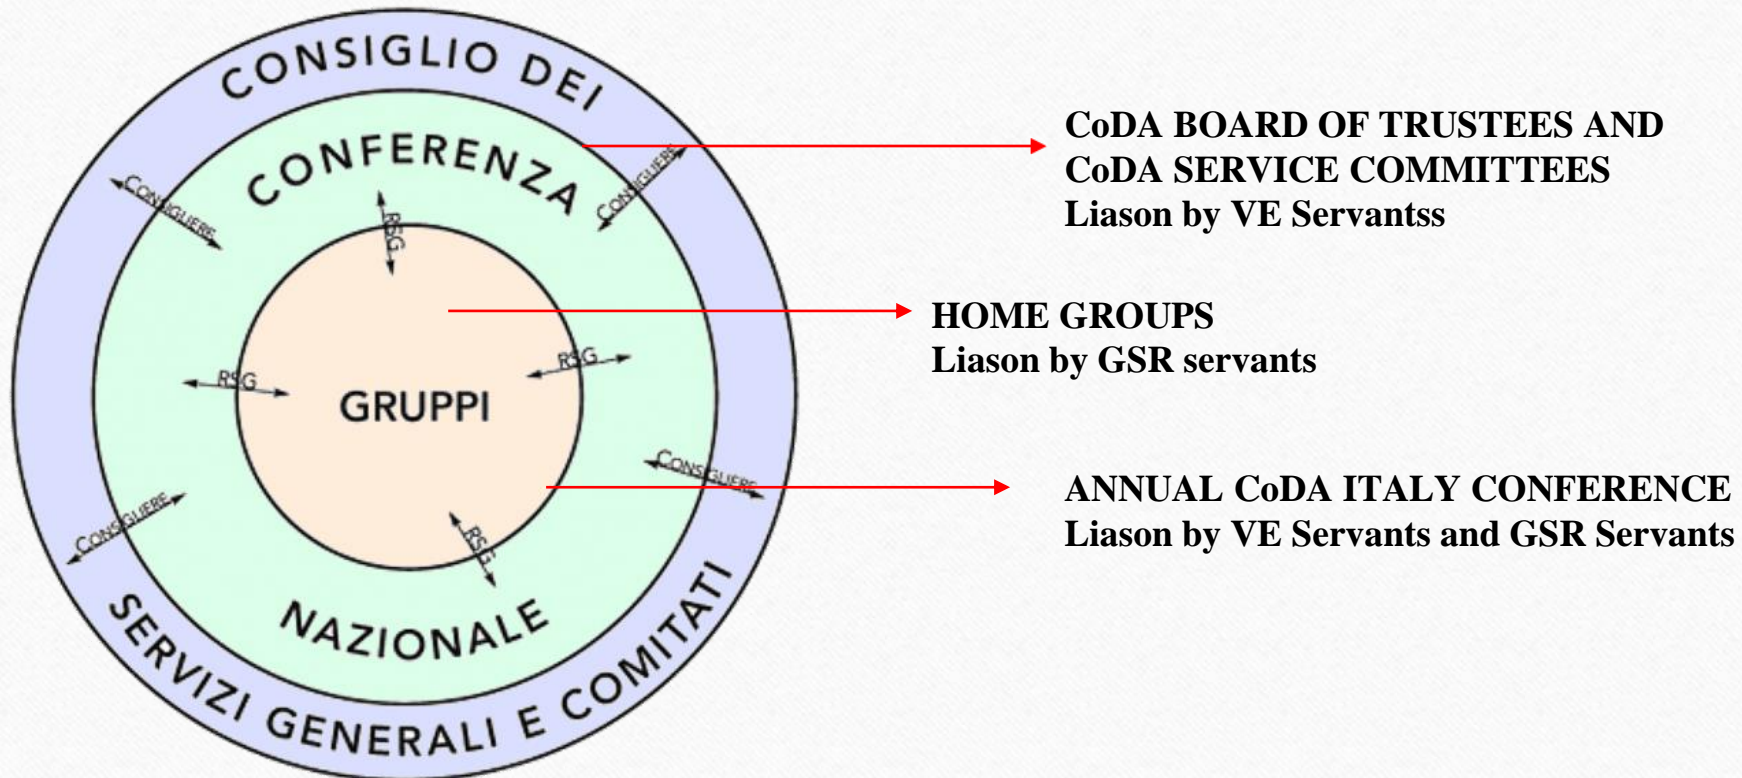 CONSIGLIO DEI
CONFERENZA
CONSIGLIERE
CONSIGLIERE
RSG
RSG
RSG
GRUPPI
CONSIGLIERE
CONSIGLIERE
RSG
NAZIONALE
SERVIZI GENERALI E COMITATI
CoDA BOARD OF TRUSTEES AND
CoDA SERVICE COMMITTEES
Liason by VE Servantss
HOME GROUPS
Liason by GSR servants
ANNUAL CoDA ITALY CONFERENCE
Liason by VE Servants and GSR Servants